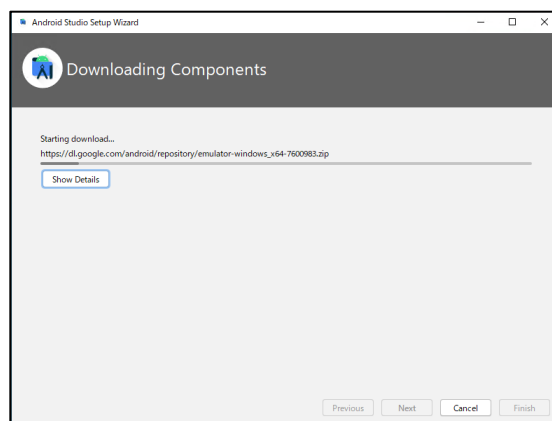 Android Studio Setup Wizard
Downloading Components
Starting download...
https://dl.google.com/android/repository/emulator-windows_x64-7600983.zip
Show Details
Previous Next Cancel Finish